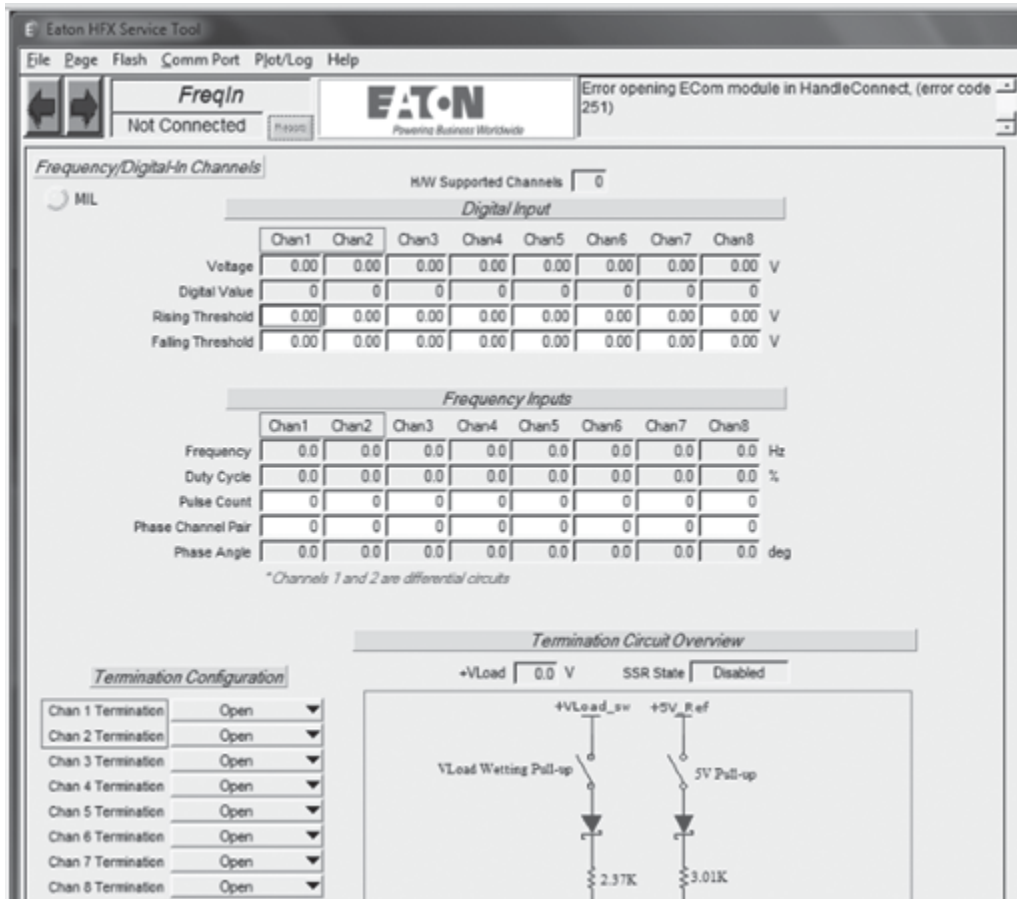 Eaton HFX Service Tool
File Page Flash Comm Port Plot/Log Help
FreqIn
Not Connected
EATON
Powering Business Worldwide
Error opening ECom module in HandleConnect, (error code
251)
Frequency/Digital-In Channels
MIL
H/W Supported Channels 0
Digital Input
Chan1 Chan2 Chan3 Chan4 Chan5 Chan6 Chan7 Chan8
Voltage 0.00 0.00 0.00 0.00 0.00 0.00 0.00 0.00 V
Digital Value 0 0 0 0 0 0 0 0
Rising Threshold 0.00 0.00 0.00 0.00 0.00 0.00 0.00 0.00 V
Falling Threshold 0.00 0.00 0.00 0.00 0.00 0.00 0.00 0.00 V
Frequency Inputs
Chan1 Chan2 Chan3 Chan4 Chan5 Chan6 Chan7 Chan8
Frequency 0.0 0.0 0.0 0.0 0.0 0.0 0.0 0.0 Hz
Duty Cycle 0.0 0.0 0.0 0.0 0.0 0.0 0.0 0.0 %
Pulse Count 0 0 0 0 0 0 0 0
Phase Channel Pair 0 0 0 0 0 0 0 0
Phase Angle 0.0 0.0 0.0 0.0 0.0 0.0 0.0 0.0 deg
*Channels 1 and 2 are differential circuits
Termination Circuit Overview
+VLoad 0.0 V SSR State Disabled
Termination Configuration
Chan 1 Termination Open
Chan 2 Termination Open
Chan 3 Termination Open
Chan 4 Termination Open
Chan 5 Termination Open
Chan 6 Termination Open
Chan 7 Termination Open
Chan 8 Termination Open
+VLoad_sw +5V_Ref
VLoad Wetting Pull-up 5V Pull-up
2.37K 3.01K